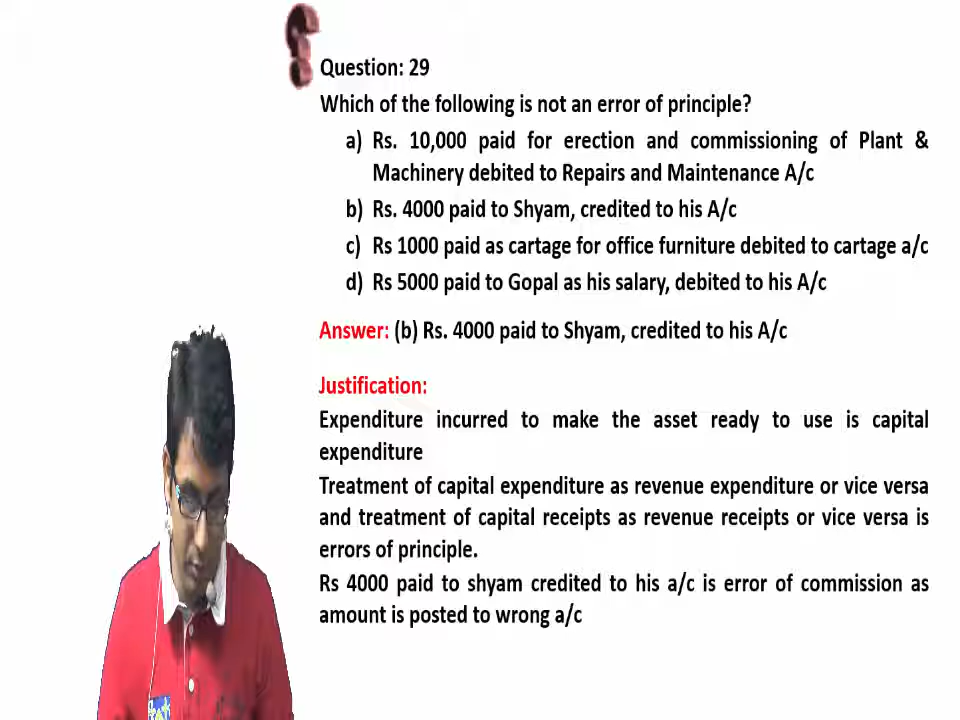 Question: 29
Which of the following is not an error of principle?
a) Rs. 10,000 paid for erection and commissioning of Plant &
Machinery debited to Repairs and Maintenance A/c
b) Rs. 4000 paid to Shyam, credited to his A/c
c) Rs 1000 paid as cartage for office furniture debited to cartage a/c
d) Rs 5000 paid to Gopal as his salary, debited to his A/c
Answer: (b) Rs. 4000 paid to Shyam, credited to his A/c
Justification:
Expenditure incurred to make the asset ready to use is capital
expenditure
Treatment of capital expenditure as revenue expenditure or vice versa
and treatment of capital receipts as revenue receipts or vice versa is
errors of principle.
Rs 4000 paid to shyam credited to his a/c is error of commission as
amount is posted to wrong a/c